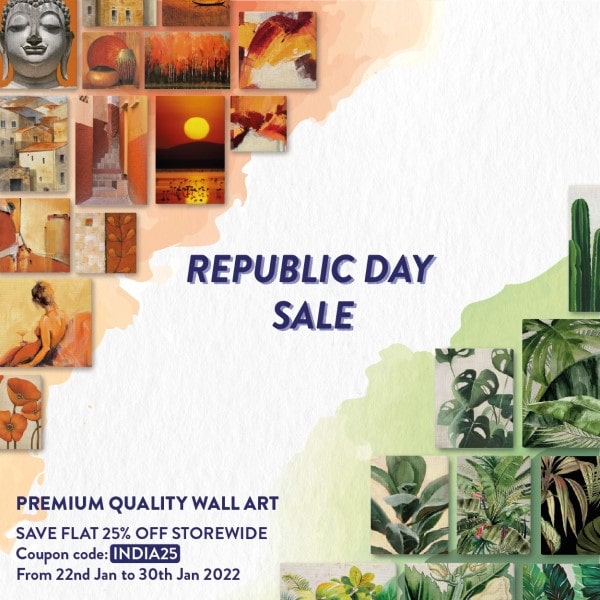 REPUBLIC DAY
SALE
PREMIUM QUALITY WALL ART
SAVE FLAT 25% OFF STOREWIDE
Coupon code: INDIA25
From 22nd Jan to 30th Jan 2022